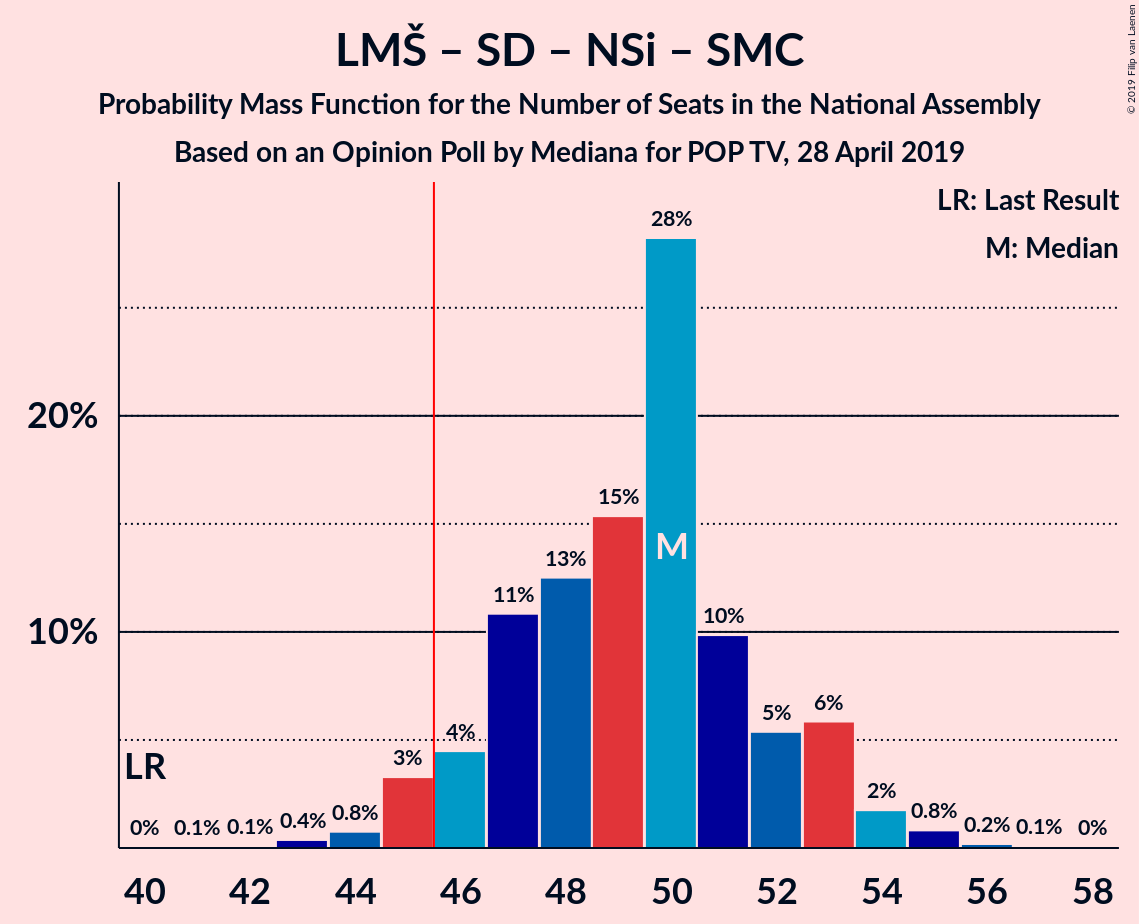 LMŠ – SD – NSi – SMC
Probability Mass Function for the Number of Seats in the National Assembly
Based on an Opinion Poll by Mediana for POP TV, 28 April 2019
© 2019 Filip van Laenen
LR: Last Result
M: Median
28%
20%
15%
M
13%
11%
10%
10%
6%
5%
4%
3%
LR
2%
0% 0.1% 0.1% 0.4% 0.8% 0.8% 0.2% 0.1% 0%
40 42 44 46 48 50 52 54 56 58